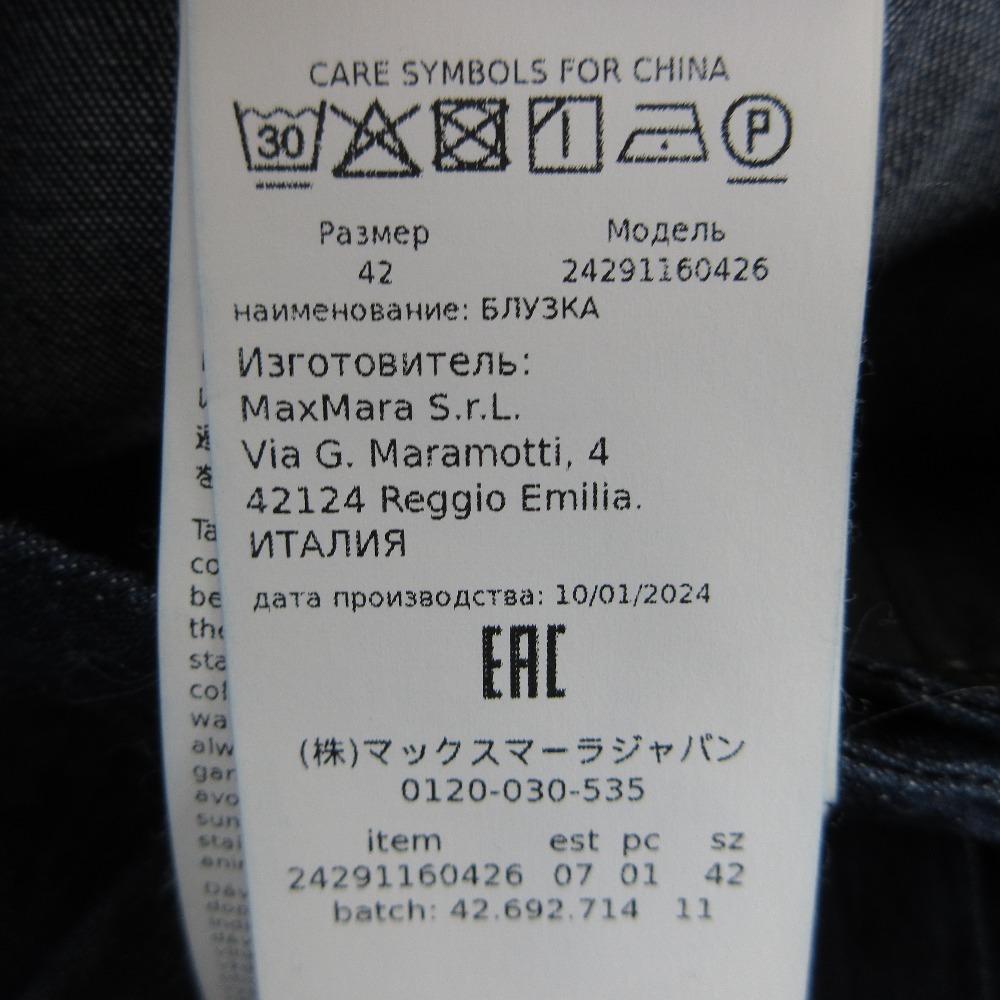 CARE SYMBOLS FOR CHINA
30
P
Размер Модель
42 24291160426
наименование: БЛУЗКА
Изготовитель:
MaxMara S.r.L.
Via G. Maramotti, 4
42124 Reggio Emilia.
ИТАЛИЯ
дата производства: 10/01/2024
EAC
(株)マックスマーラジャパン
0120-030-535
item est pc sz
24291160426 07 01 42
batch: 42.692.714 11